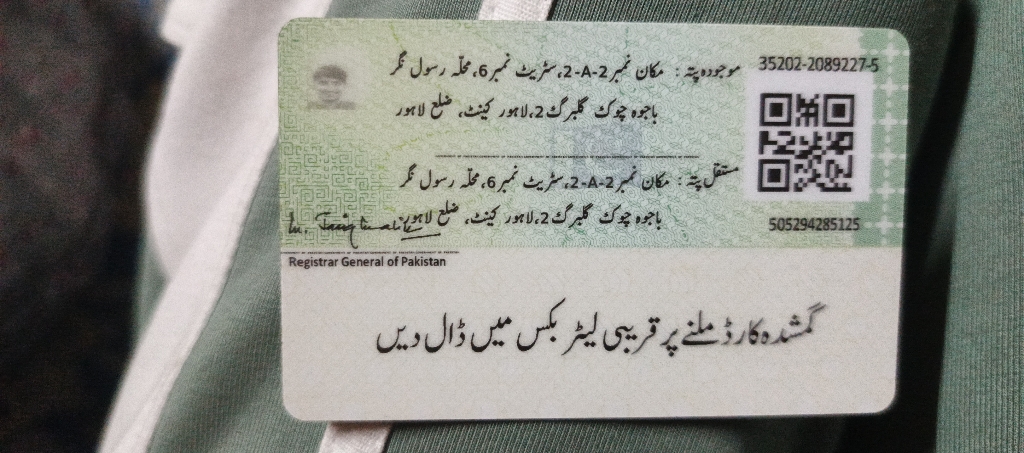 35202-2089227-5
موجودہ پتہ : مکان نمبر 2-A-2، سٹریٹ نمبر 6، محلہ رسول نگر
باجوہ چوک گلبرگ 2، لاہور کینٹ، ضلع لاہور
مستقل پتہ : مکان نمبر 2-A-2، سٹریٹ نمبر 6، محلہ رسول نگر
باجوہ چوک گلبرگ 2، لاہور کینٹ، ضلع لاہور
505294285125
Registrar General of Pakistan
گمشدہ کارڈ ملنے پر قریبی لیٹر بکس میں ڈال دیں